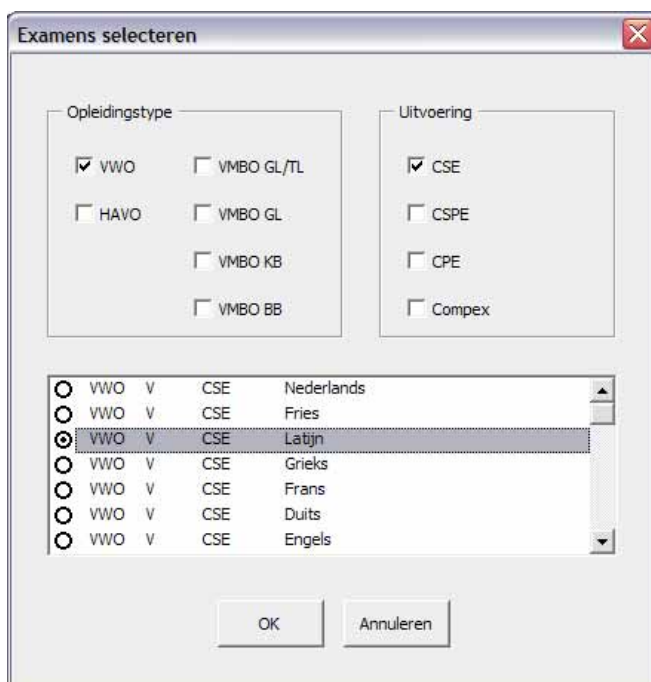 Examens selecteren
Opleidingstype
Uitvoering
VWO VMBO GL/TL CSE
HAVO VMBO GL CSPE
VMBO KB CPE
VMBO BB Compex
VWO V CSE Nederlands
VWO V CSE Fries
VWO V CSE Latijn
VWO V CSE Grieks
VWO V CSE Frans
VWO V CSE Duits
VWO V CSE Engels
OK Annuleren